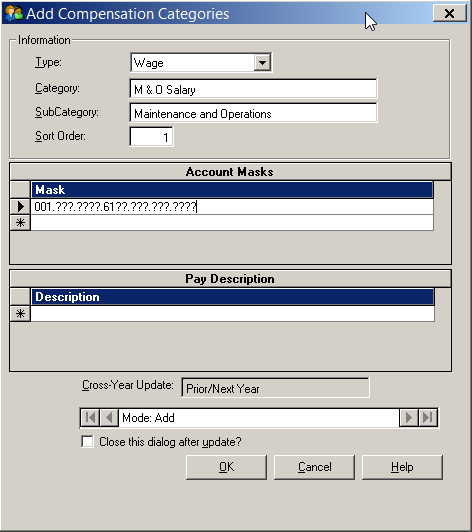 Add Compensation Categories
Information
Type: Wage
Category: M & O Salary
SubCategory: Maintenance and Operations
Sort Order: 1
Account Masks
Mask
001.???.????.61??.???.???.????
Pay Description
Description
Cross-Year Update: Prior/Next Year
Mode: Add
Close this dialog after update?
OK Cancel Help